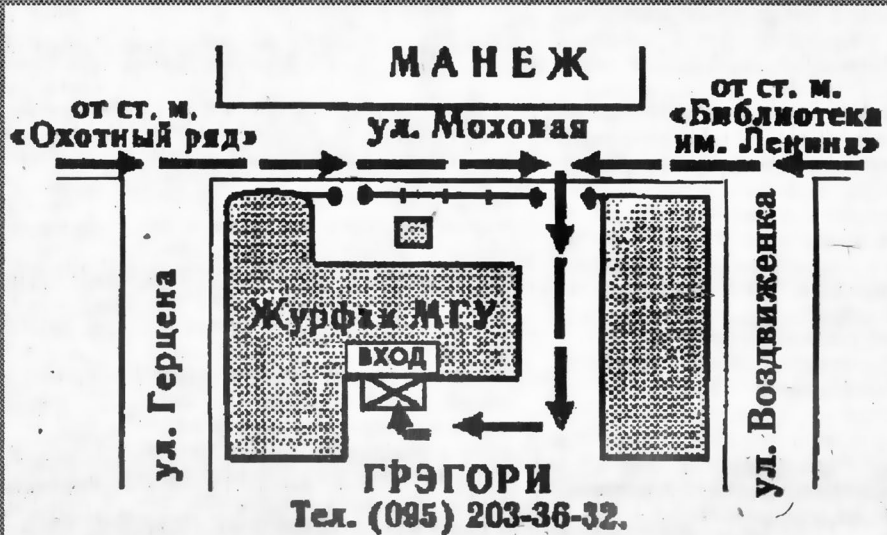 МАНЕЖ
от ст. м.
«Охотный ряд»
ул. Моховая
от ст. м.
«Библиотека
им. Ленина»
ул. Герцена
Журфак МГУ
ВХОД
ул. Воздвиженка
ГРЭГОРИ
Тел. (095) 203-36-32.